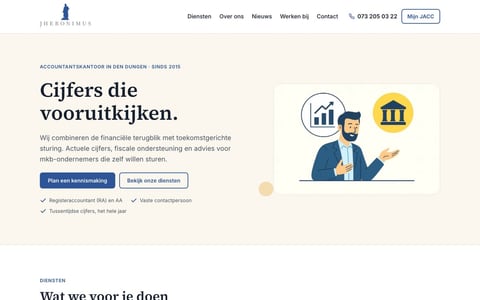 JHERONIMUS
Diensten Over ons Nieuws Werken bij Contact 073 205 03 22 Mijn JACC
ACCOUNTANTSKANTOOR IN DEN DUNGEN · SINDS 2015
Cijfers die
vooruitkijken.
Wij combineren de financiële terugblik met toekomstgerichte
sturing. Actuele cijfers, fiscale ondersteuning en advies voor
mkb-ondernemers die zelf willen sturen.
Plan een kennismaking Bekijk onze diensten
Registeraccountant (RA) en AA Vaste contactpersoon
Tussentijdse cijfers, het hele jaar
DIENSTEN
Wat we voor je doen